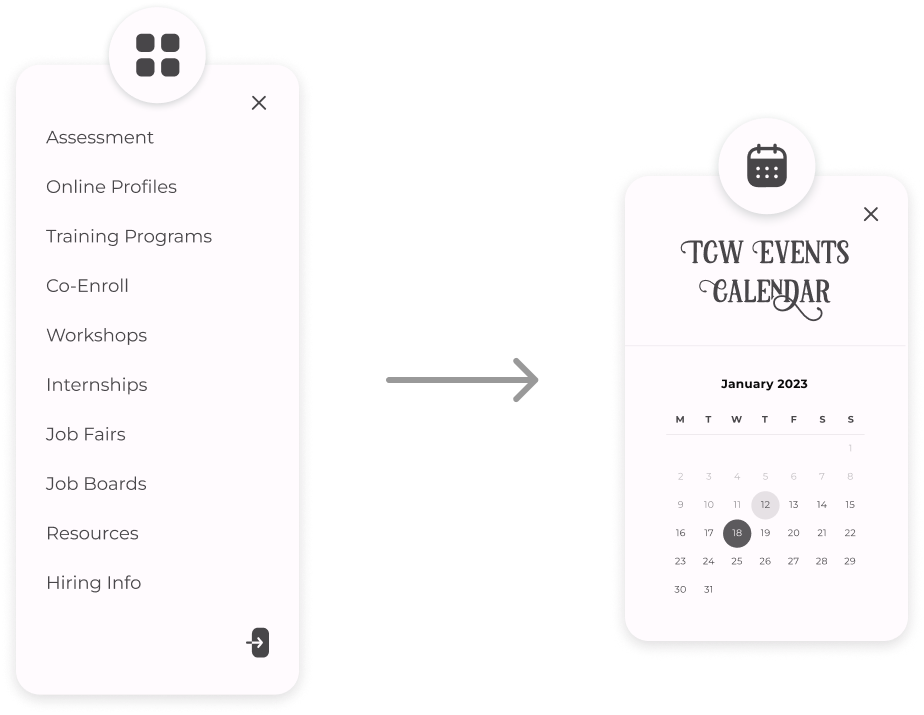 Assessment
Online Profiles
Training Programs
Co-Enroll
Workshops
Internships
Job Fairs
Job Boards
Resources
Hiring Info
TCW Events
Calendar
January 2023
M T W T F S S
1
2 3 4 5 6 7 8
9 10 11 12 13 14 15
16 17 18 19 20 21 22
23 24 25 26 27 28 29
30 31